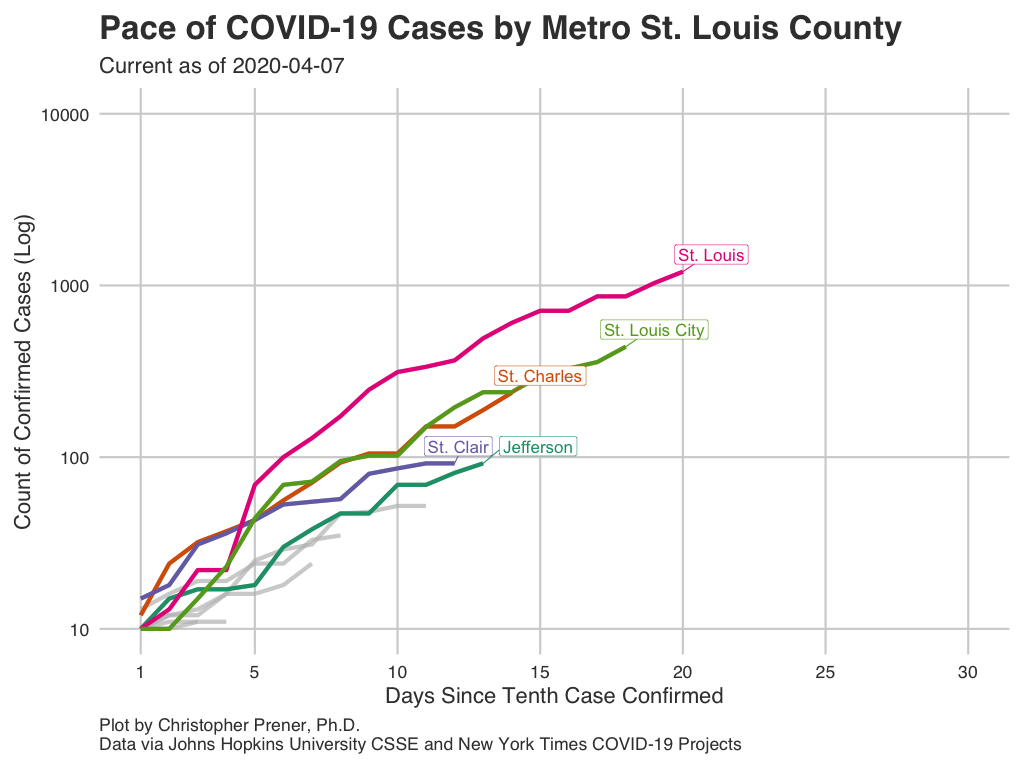 Pace of COVID-19 Cases by Metro St. Louis County
Current as of 2020-04-07
Count of Confirmed Cases (Log)
10000
1000
100
10
St. Louis
St. Louis City
St. Charles
St. Clair
Jefferson
1 5 10 15 20 25 30
Days Since Tenth Case Confirmed
Plot by Christopher Prener, Ph.D.
Data via Johns Hopkins University CSSE and New York Times COVID-19 Projects